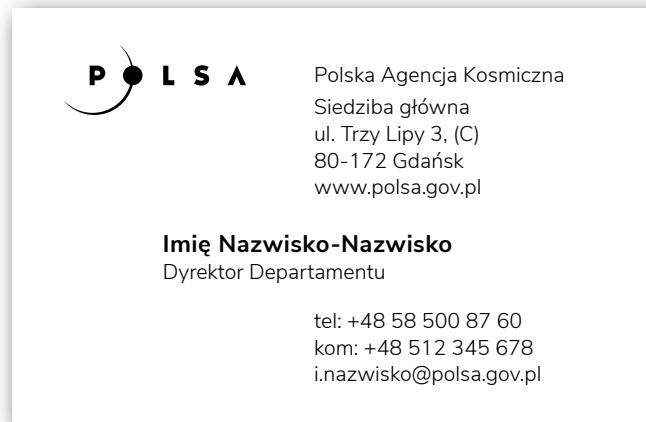 POLSA
Polska Agencja Kosmiczna
Siedziba główna
ul. Trzy Lipy 3, (C)
80-172 Gdańsk
www.polsa.gov.pl
Imię Nazwisko-Nazwisko
Dyrektor Departamentu
tel: +48 58 500 87 60
kom: +48 512 345 678
i.nazwisko@polsa.gov.pl